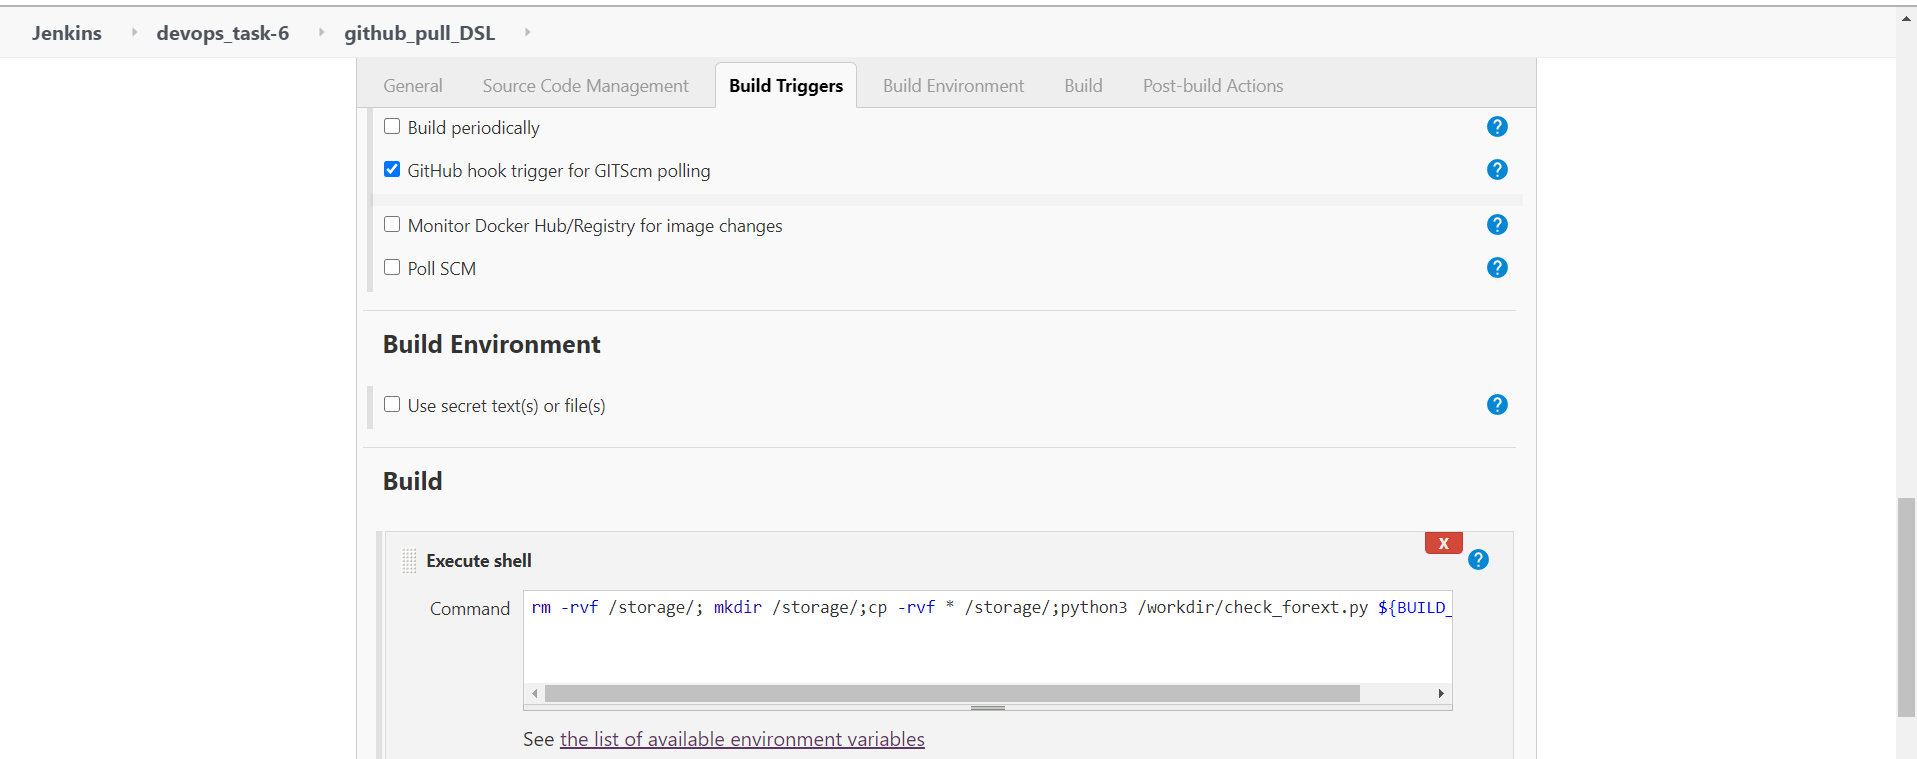 Jenkins devops_task-6 github_pull_DSL
General Source Code Management Build Triggers Build Environment Build Post-build Actions
Build periodically ?
GitHub hook trigger for GITScm polling ?
Monitor Docker Hub/Registry for image changes ?
Poll SCM ?
Build Environment
Use secret text(s) or file(s) ?
Build
X
Execute shell ?
Command rm -rvf /storage/; mkdir /storage/;cp -rvf * /storage/;python3 /workdir/check_forext.py ${BUILD_
See the list of available environment variables